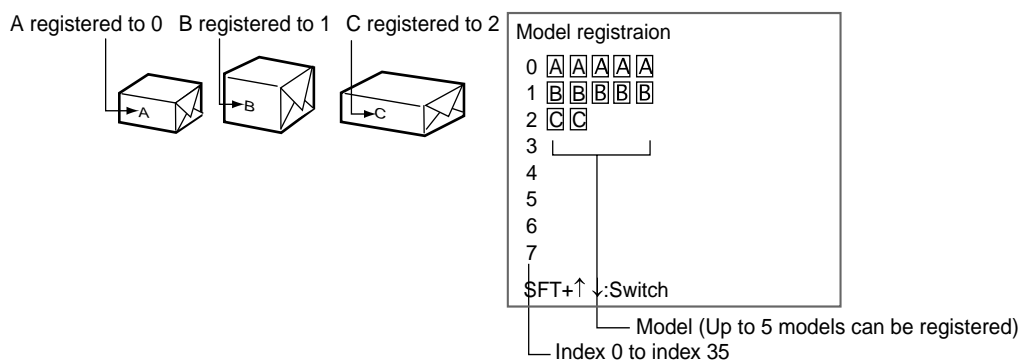 A registered to 0 B registered to 1 C registered to 2
A
B
C
Model registraion
0 A A A A A
1 B B B B B
2 C C
3
4
5
6
7
SFT+↑ ↓:Switch
Model (Up to 5 models can be registered)
Index 0 to index 35